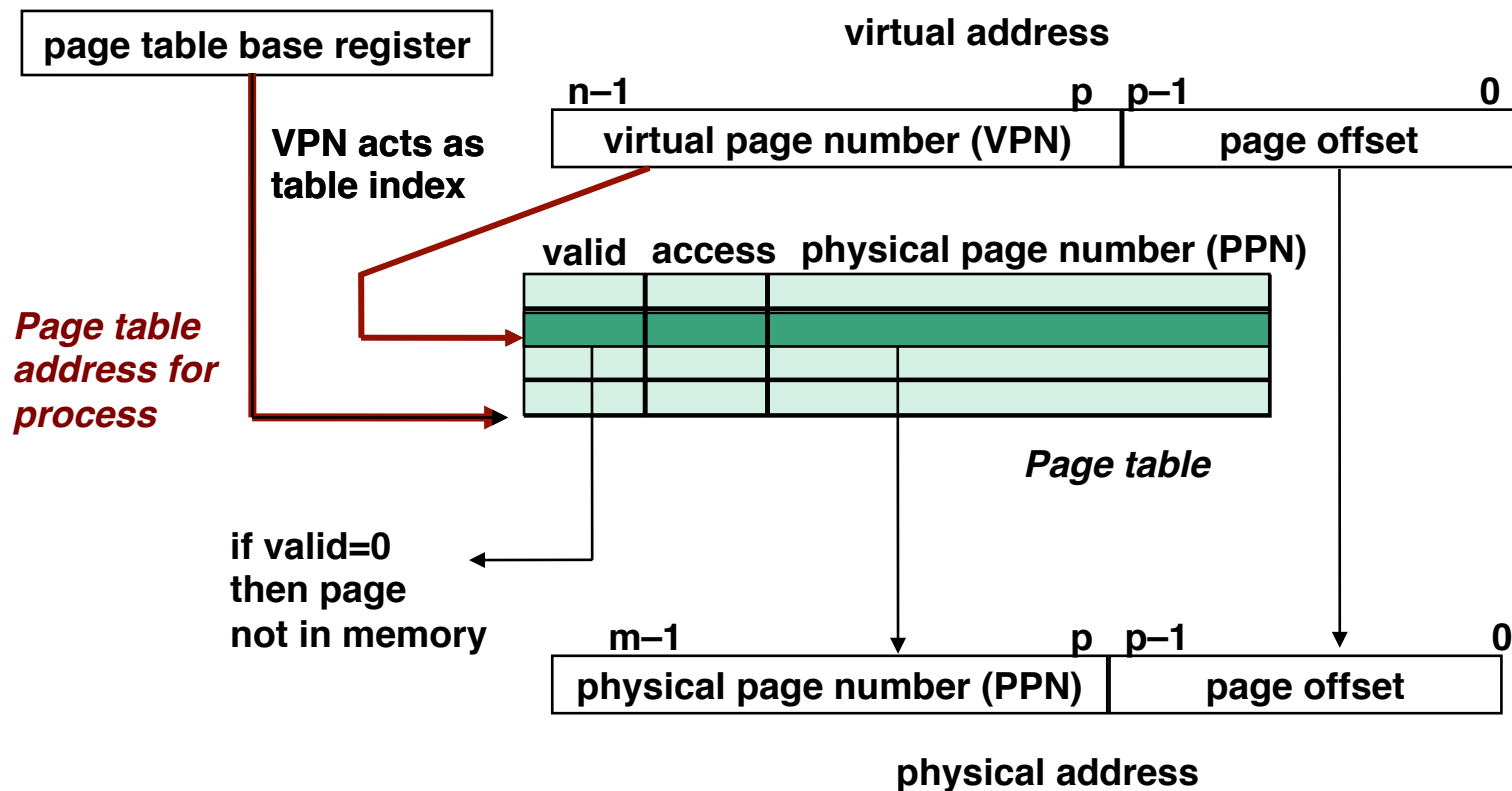 page table base register
virtual address
n–1 p p–1 0
virtual page number (VPN) page offset
VPN acts as
table index
valid access physical page number (PPN)
Page table
address for
process
Page table
if valid=0
then page
not in memory
m–1 p p–1 0
physical page number (PPN) page offset
physical address